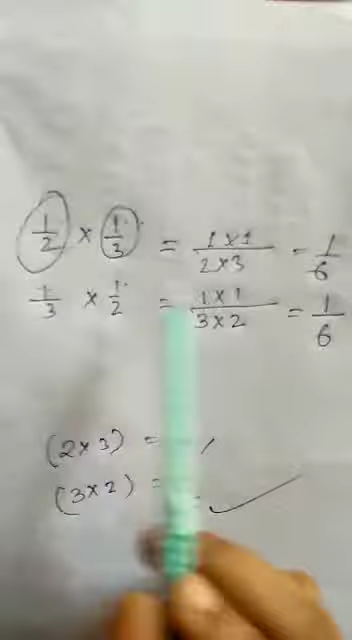 1/2 × 1/3 = 1×1/2×3 = 1/6
1/3 × 1/2 = 1×1/3×2 = 1/6
(2×3) =
(3×2) =